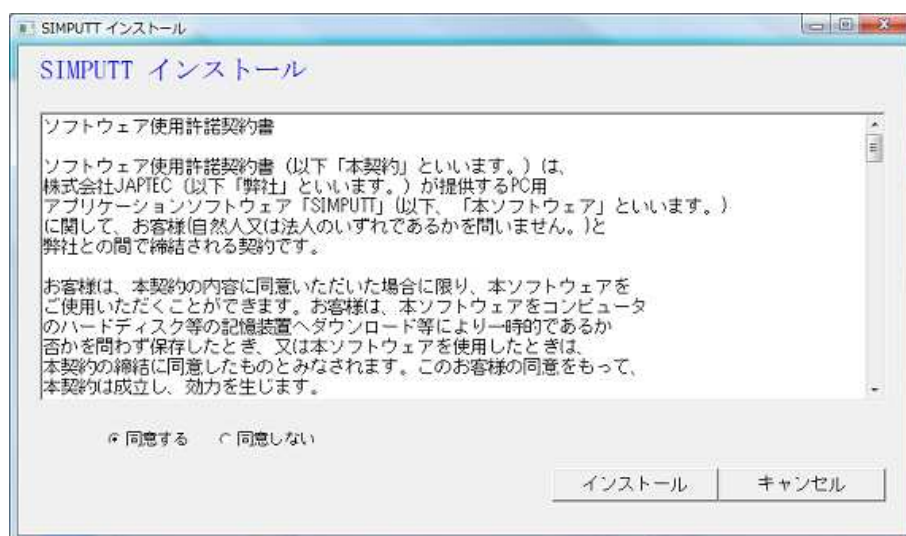 SIMPUTT インストール
SIMPUTT インストール
ソフトウェア使用許諾契約書
ソフトウェア使用許諾契約書（以下「本契約」といいます。）は、
株式会社JAPTEC（以下「弊社」といいます。）が提供するPC用
アプリケーションソフトウェア「SIMPUTT」(以下、「本ソフトウェア」といいます。)
に関して、お客様(自然人又は法人のいずれであるかを問いません。)と
弊社との間で締結される契約です。
お客様は、本契約の内容に同意いただいた場合に限り、本ソフトウェアを
ご使用いただくことができます。お客様は、本ソフトウェアをコンピュータ
のハードディスク等の記憶装置へダウンロード等により一時的であるか
否かを問わず保存したとき、又は本ソフトウェアを使用したときは、
本契約の締結に同意したものとみなされます。このお客様の同意をもって、
本契約は成立し、効力を生じます。
同意する 同意しない
インストール キャンセル